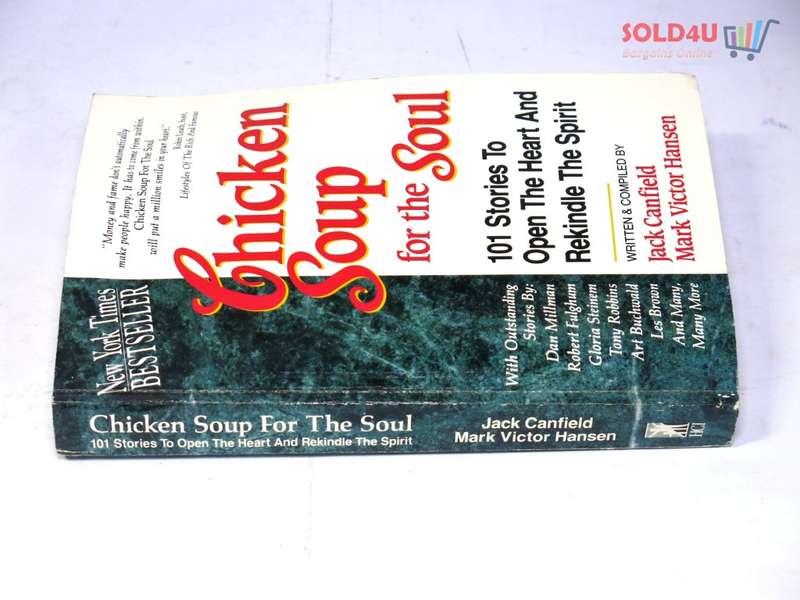 SOLD4U
Bargains Online
"Money and fame don't automatically
make people happy. It has to come from within.
Chicken Soup For The Soul
will put a million smiles in your heart."
Robin Leach, host,
Lifestyles Of The Rich And Famous
Chicken
Soup
for the Soul
101 Stories To
Open The Heart And
Rekindle The Spirit
WRITTEN & COMPILED BY
Jack Canfield
Mark Victor Hansen
New York Times
BESTSELLER
With Outstanding
Stories By:
Dan Millman
Robert Fulghum
Gloria Steinem
Tony Robbins
Art Buchwald
Les Brown
And Many,
Many More
Chicken Soup For The Soul
101 Stories To Open The Heart And Rekindle The Spirit
Jack Canfield
Mark Victor Hansen
HCI